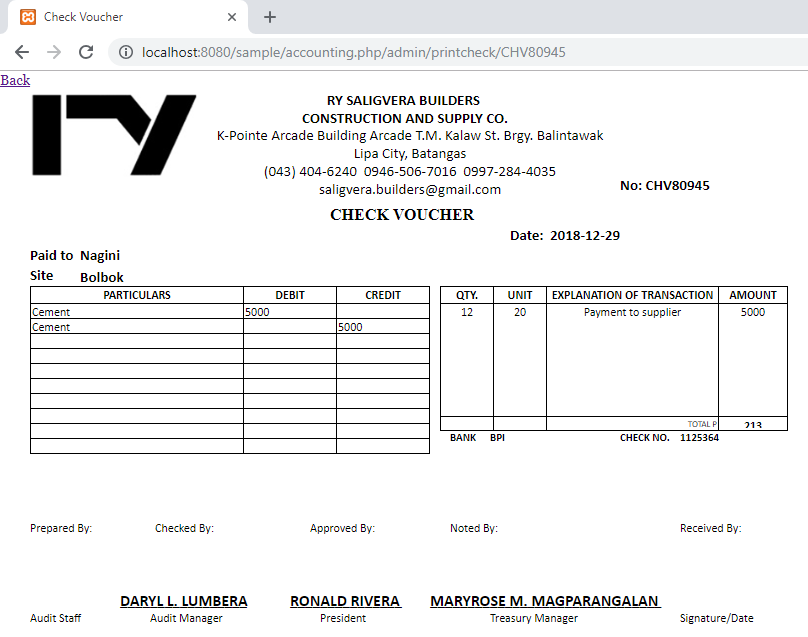 Check Voucher
localhost:8080/sample/accounting.php/admin/printcheck/CHV80945
Back
RY
RY SALIGVERA BUILDERS
CONSTRUCTION AND SUPPLY CO.
K-Pointe Arcade Building Arcade T.M. Kalaw St. Brgy. Balintawak
Lipa City, Batangas
(043) 404-6240 0946-506-7016 0997-284-4035
saligvera.builders@gmail.com
No: CHV80945
CHECK VOUCHER
Date: 2018-12-29
Paid to Nagini
Site Bolbok
PARTICULARS DEBIT CREDIT
Cement 5000
Cement 5000
QTY. UNIT EXPLANATION OF TRANSACTION AMOUNT
12 20 Payment to supplier 5000
TOTAL P 213
BANK BPI CHECK NO. 1125364
Prepared By: Checked By: Approved By: Noted By: Received By:
DARYL L. LUMBERA RONALD RIVERA MARYROSE M. MAGPARANGALAN
Audit Staff Audit Manager President Treasury Manager Signature/Date